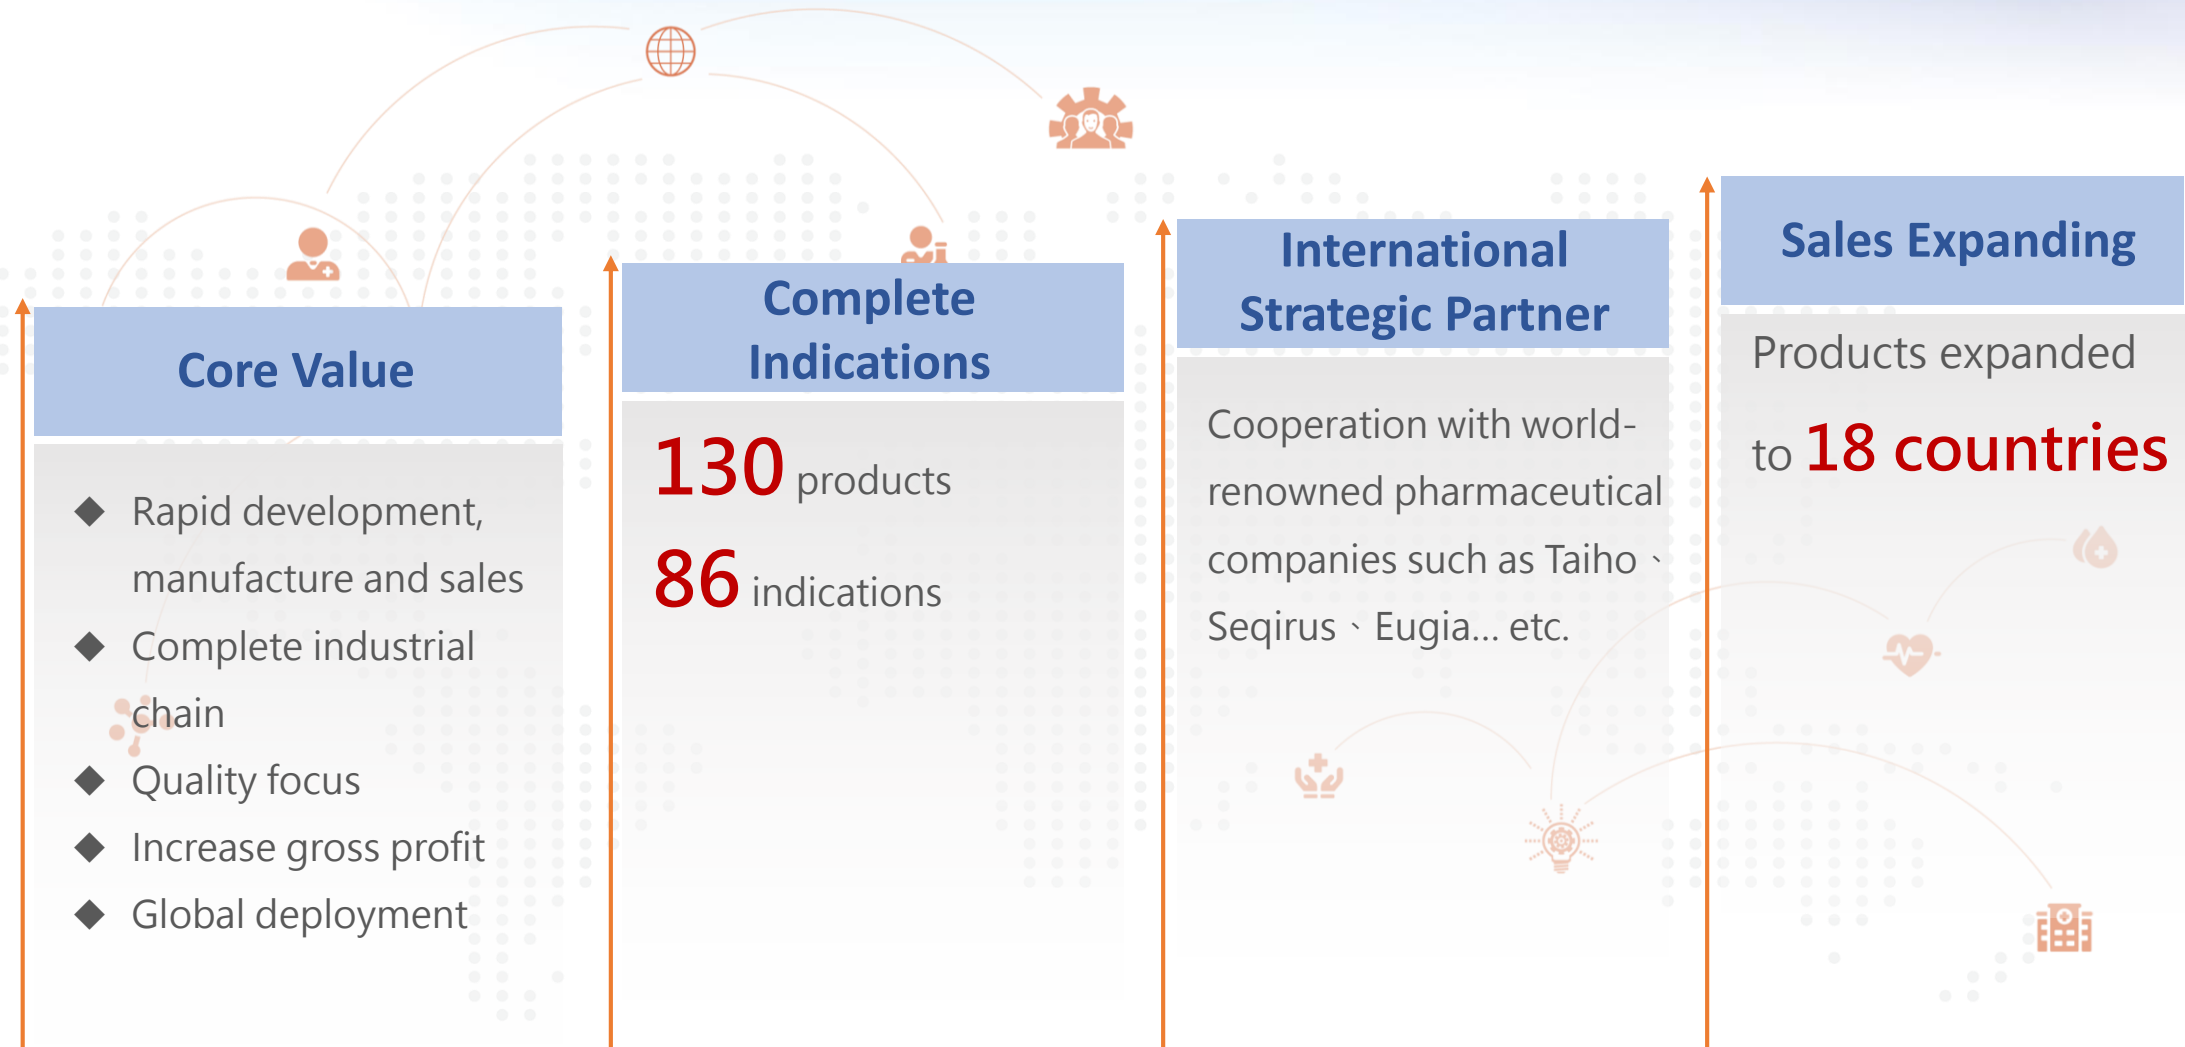 Core Value
◆ Rapid development,
manufacture and sales
◆ Complete industrial
chain
◆ Quality focus
◆ Increase gross profit
◆ Global deployment
Complete
Indications
130 products
86 indications
International
Strategic Partner
Cooperation with world-
renowned pharmaceutical
companies such as Taiho、
Seqirus、Eugia... etc.
Sales Expanding
Products expanded
to 18 countries